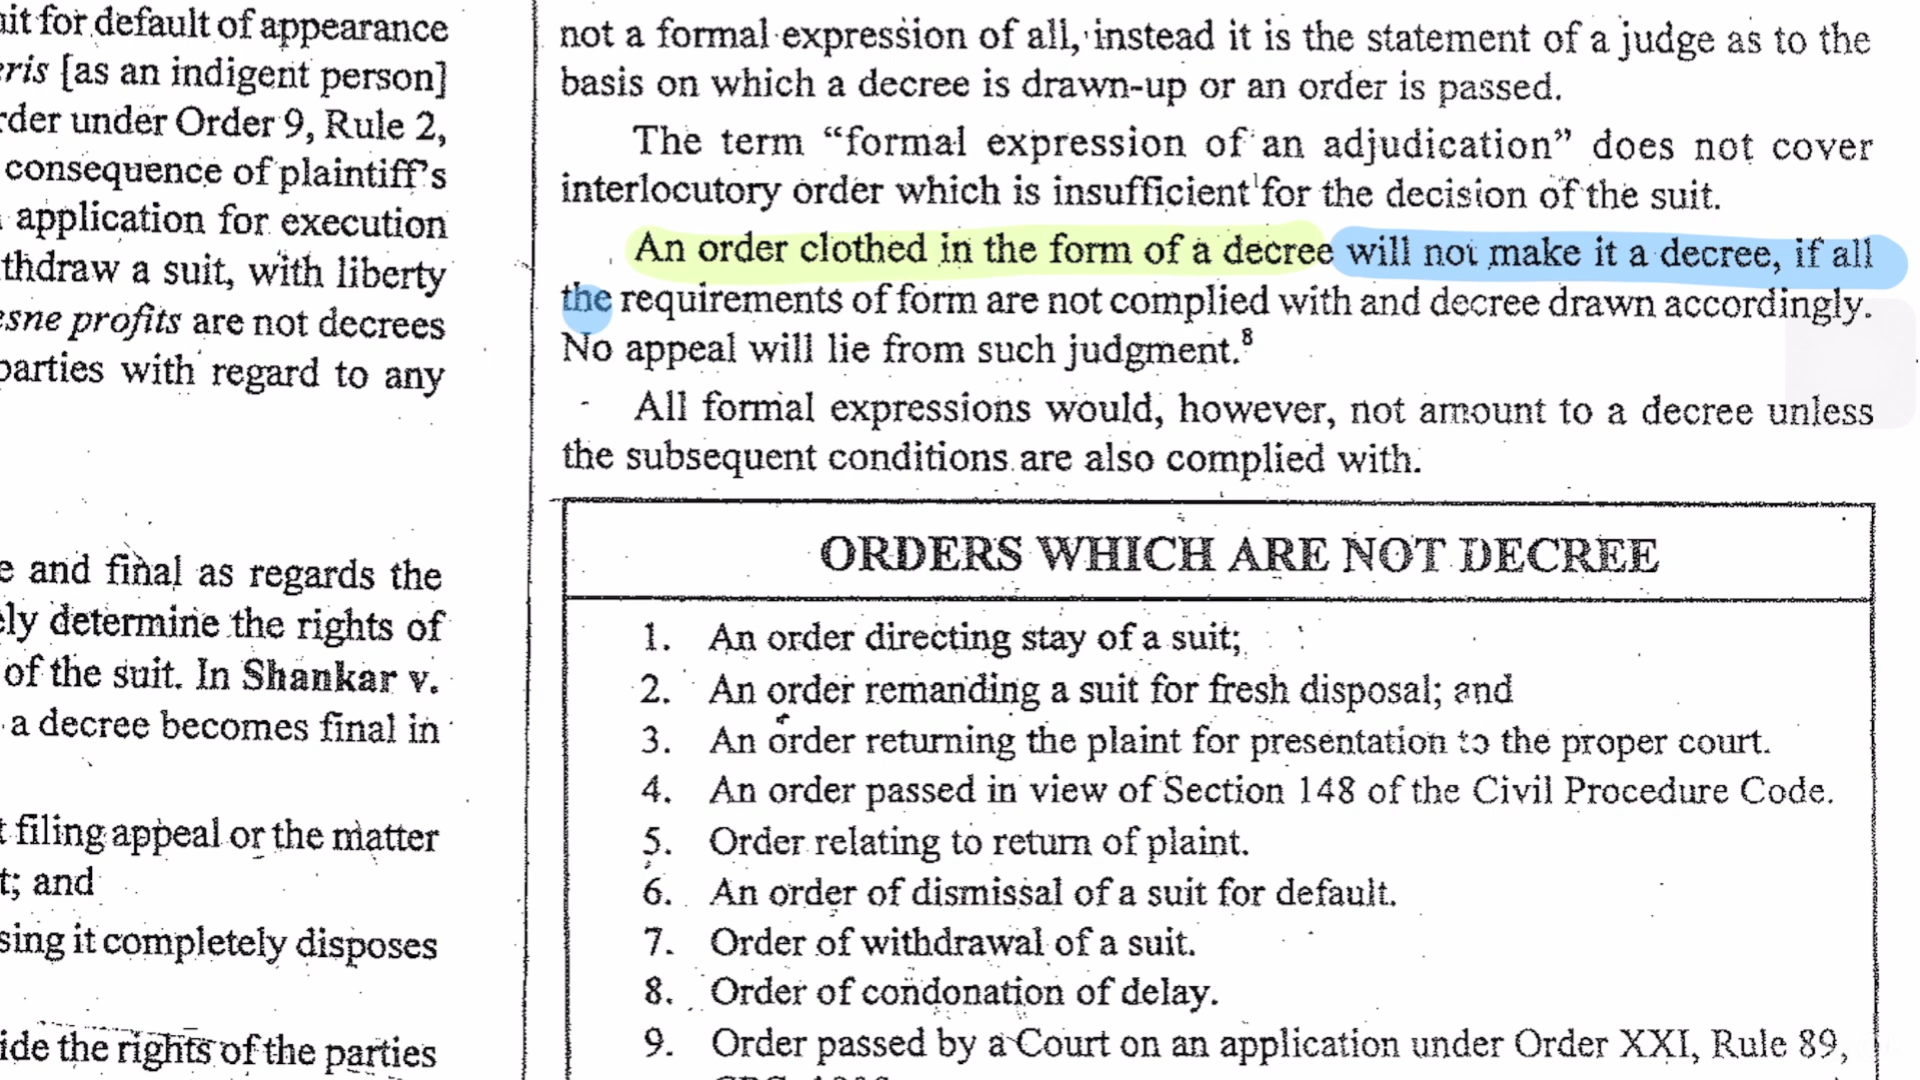 uit for default of appearance
eris [as an indigent person]
rder under Order 9, Rule 2,
consequence of plaintiff's
application for execution
thdraw a suit, with liberty
esne profits are not decrees
parties with regard to any
e and final as regards the
ely determine the rights of
of the suit. In Shankar v.
a decree becomes final in
t filing appeal or the matter
t; and
sing it completely disposes
ide the rights of the parties
not a formal expression of all, instead it is the statement of a judge as to the
basis on which a decree is drawn-up or an order is passed.
The term “formal expression of an adjudication” does not cover
interlocutory order which is insufficient for the decision of the suit.
An order clothed in the form of a decree will not make it a decree, if all
the requirements of form are not complied with and decree drawn accordingly.
No appeal will lie from such judgment.8
- All formal expressions would, however, not amount to a decree unless
the subsequent conditions are also complied with.
ORDERS WHICH ARE NOT DECREE
1. An order directing stay of a suit;
2. An order remanding a suit for fresh disposal; and
3. An order returning the plaint for presentation to the proper court.
4. An order passed in view of Section 148 of the Civil Procedure Code.
5. Order relating to return of plaint.
6. An order of dismissal of a suit for default.
7. Order of withdrawal of a suit.
8. Order of condonation of delay.
9. Order passed by a Court on an application under Order XXI, Rule 89,